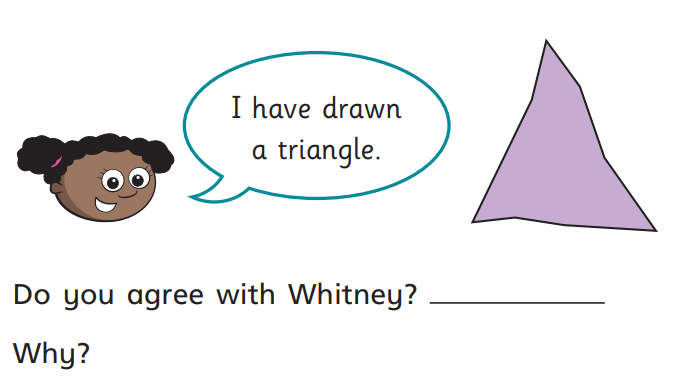 I have drawn
a triangle.
Do you agree with Whitney?
Why?